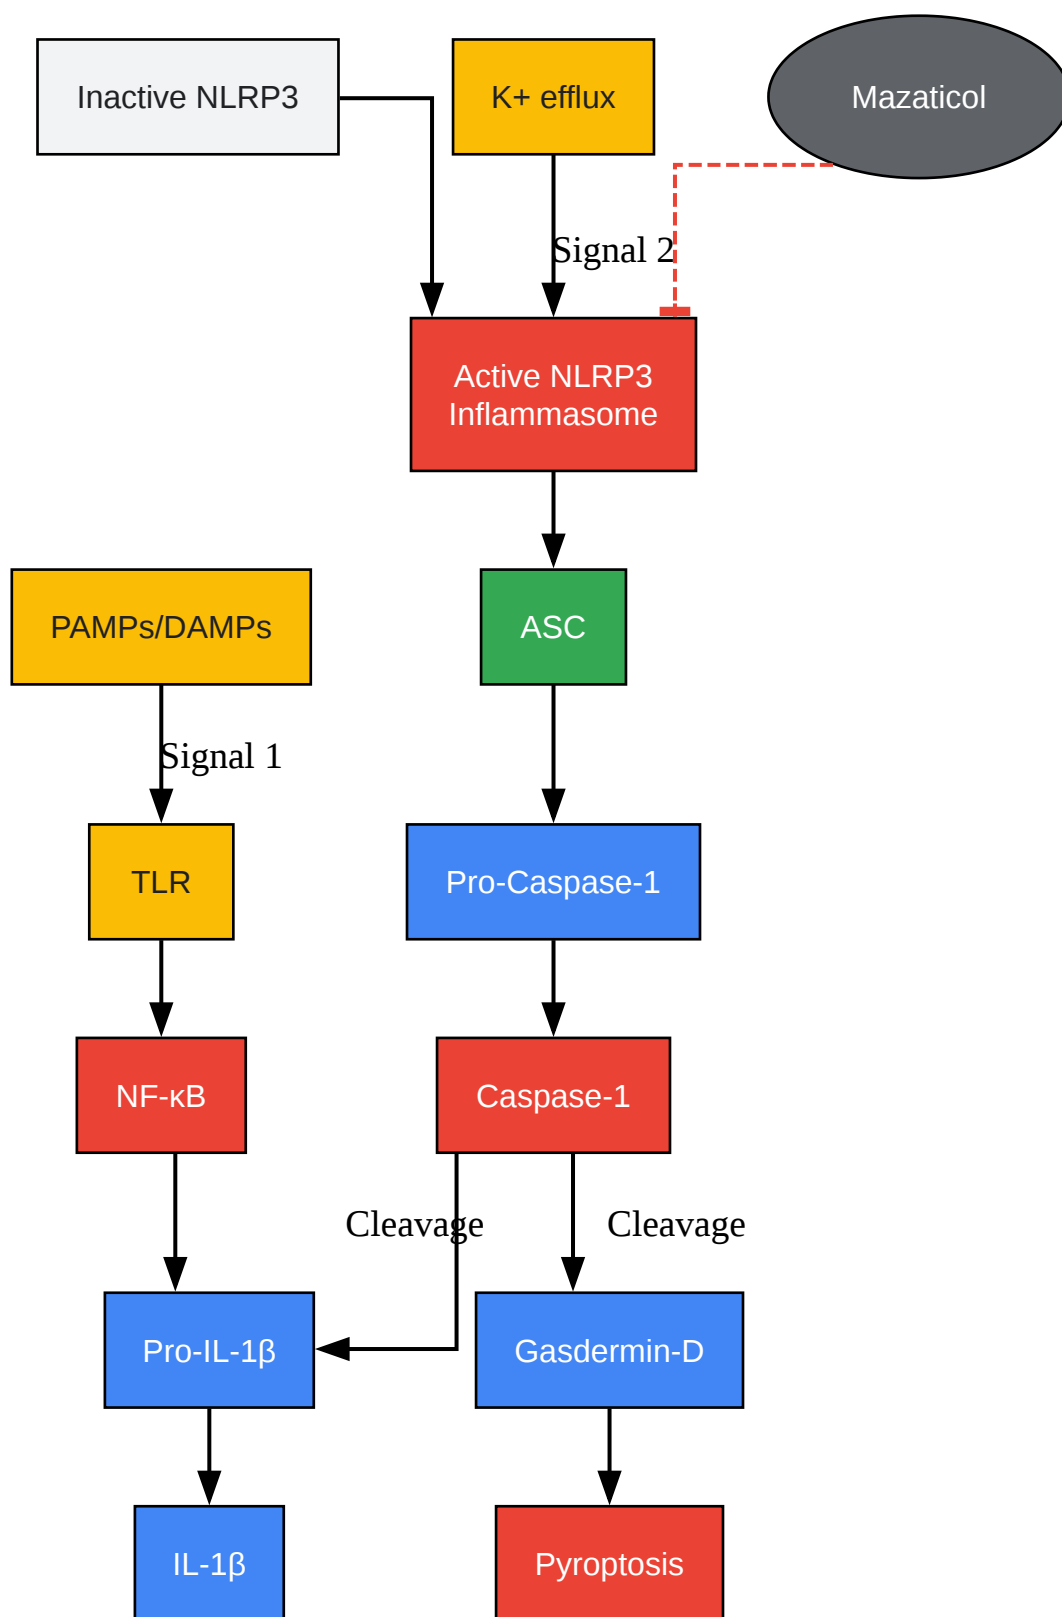 Inactive NLRP3
K+ efflux
Mazaticol
Signal 2
Active NLRP3
Inflammasome
PAMPs/DAMPs
ASC
Signal 1
TLR
Pro-Caspase-1
NF-κB
Caspase-1
Cleavage
Cleavage
Pro-IL-1β
Gasdermin-D
IL-1β
Pyroptosis